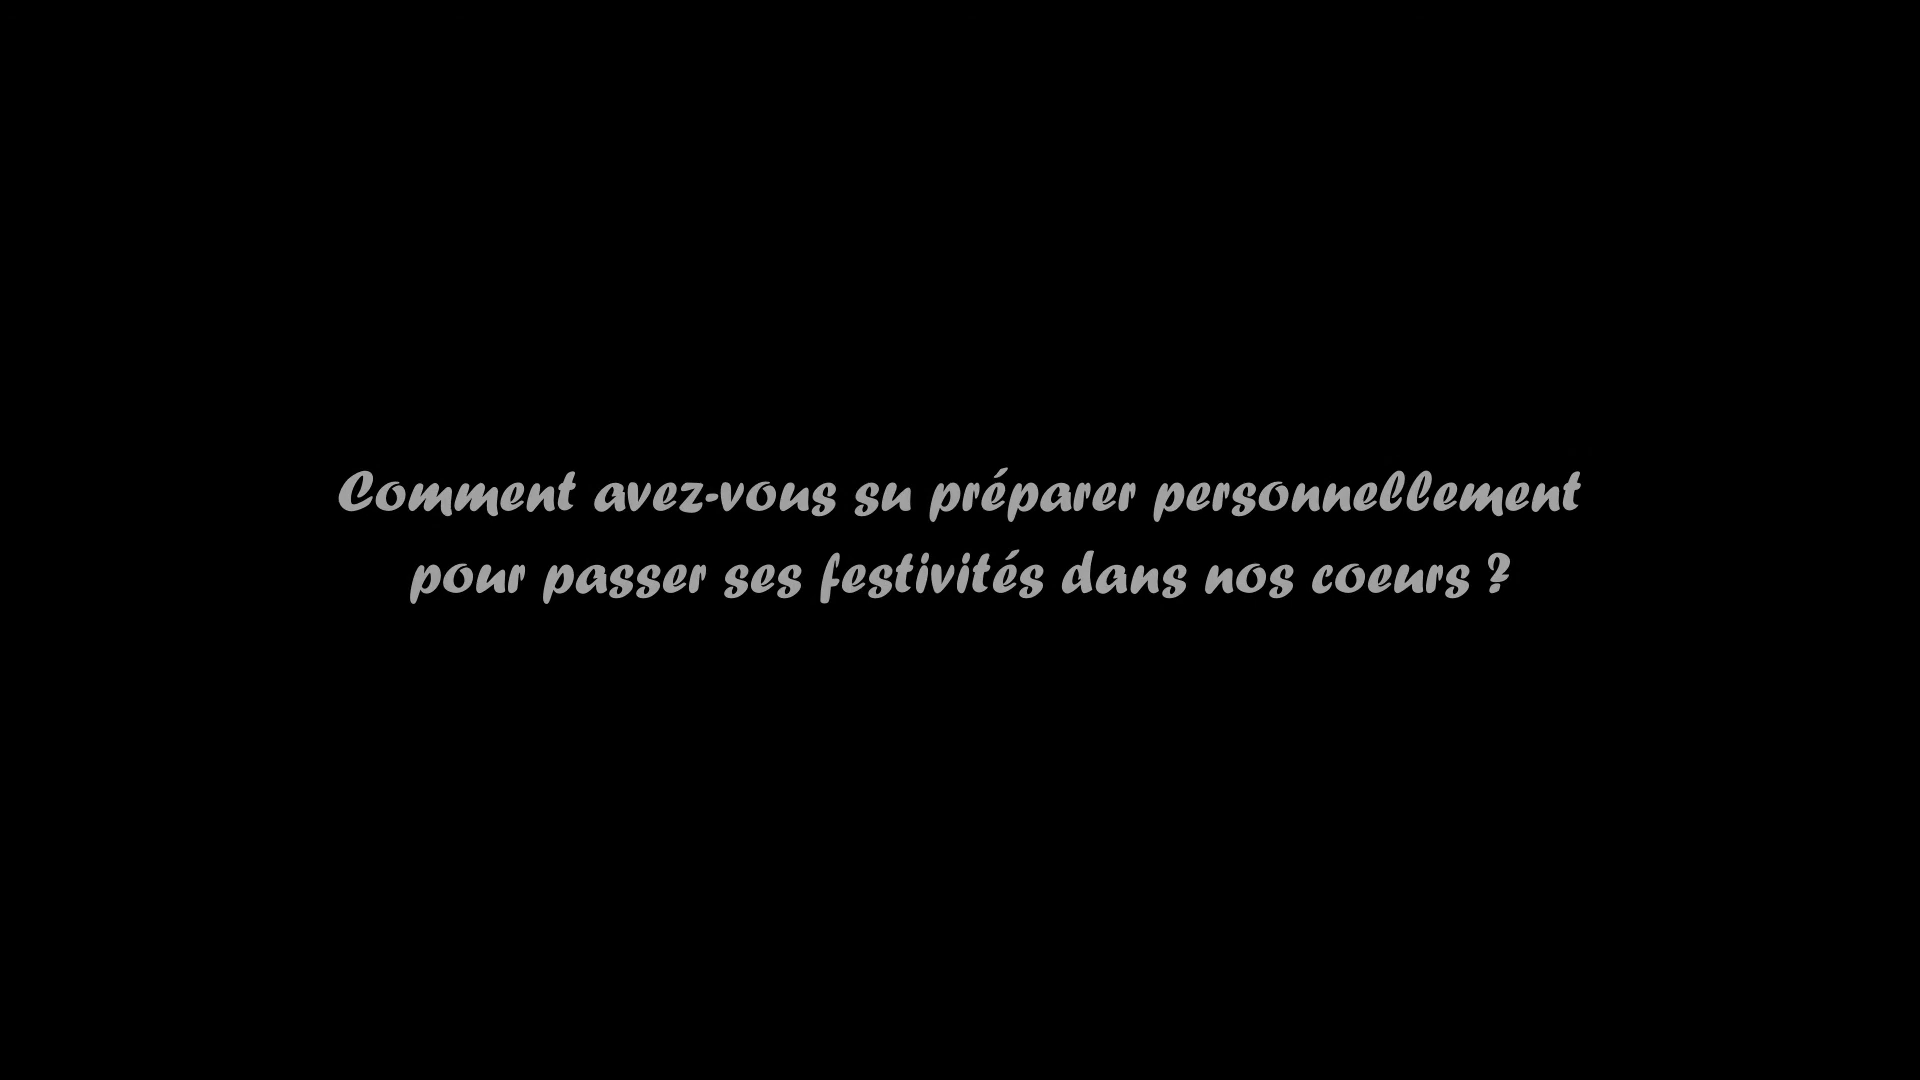 Comment avez-vous su préparer personnellement
pour passer ses festivités dans nos coeurs ?